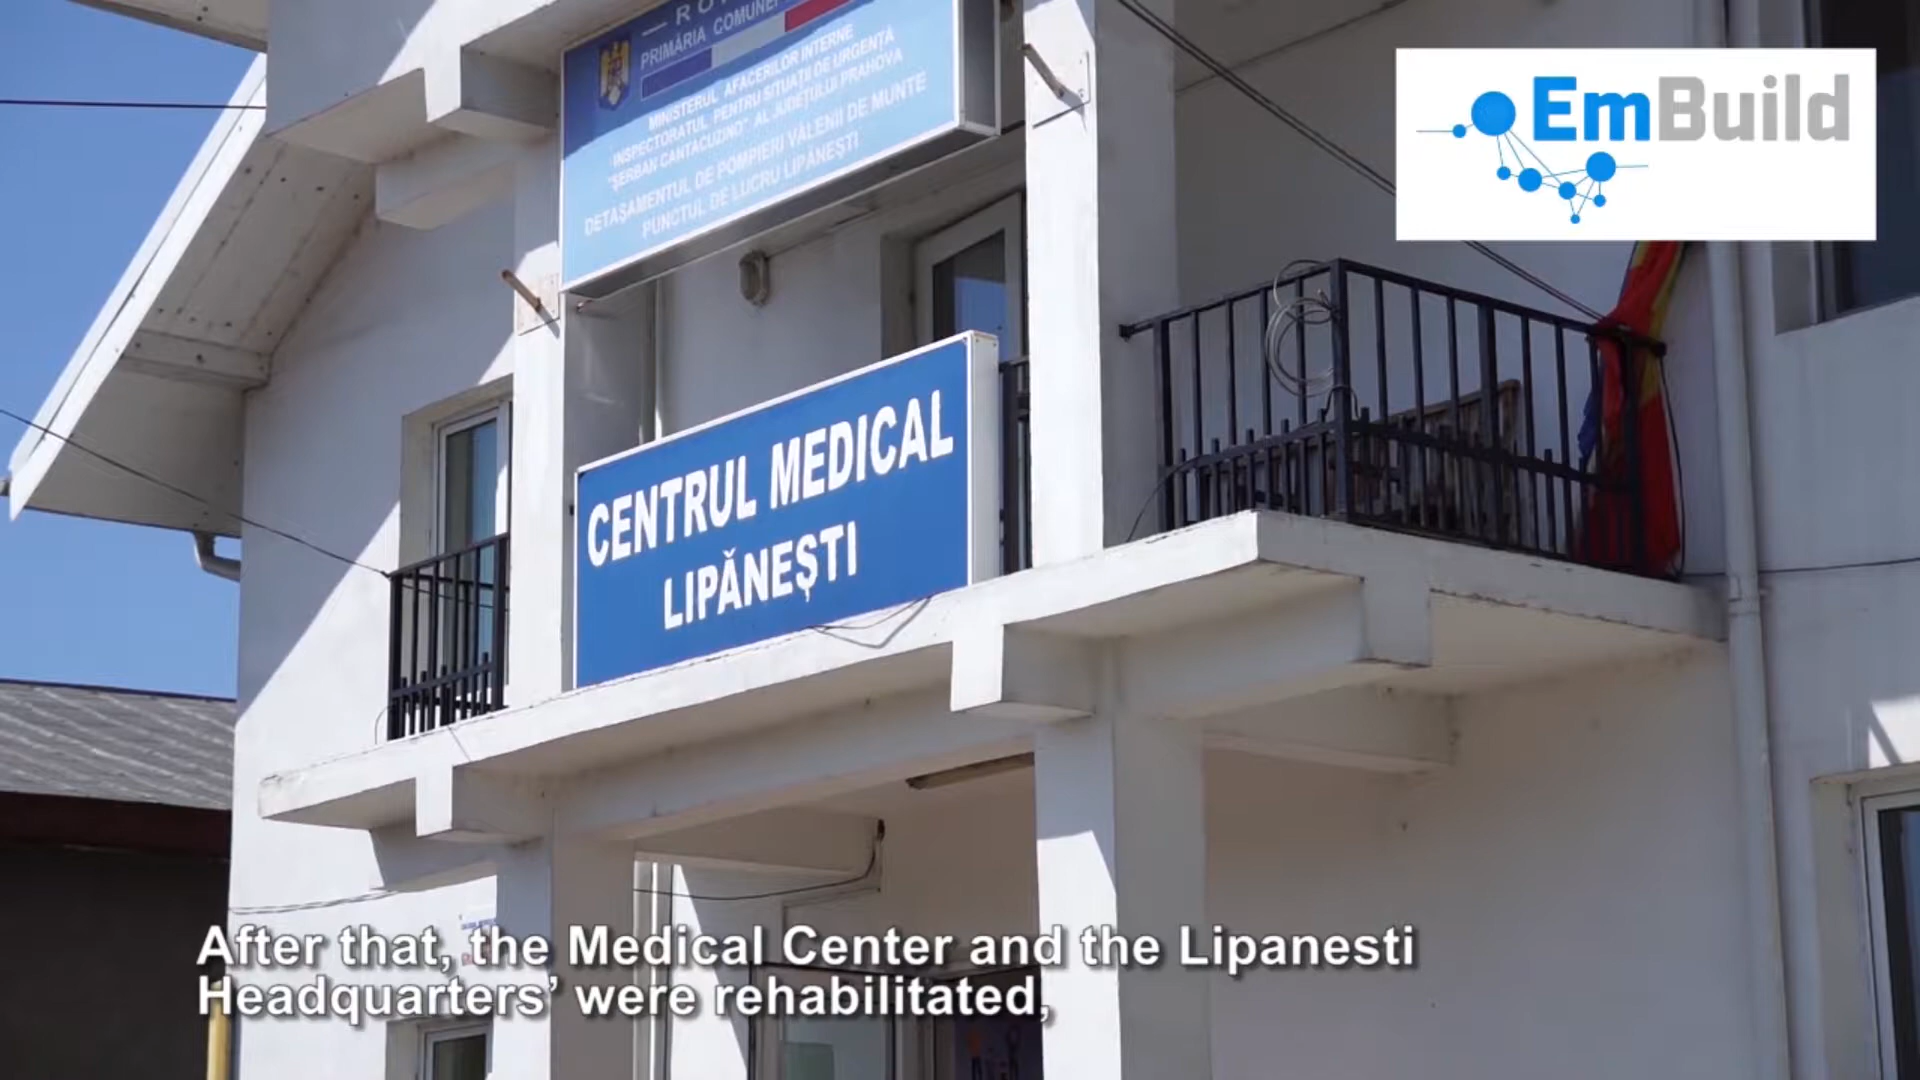 PRIMĂRIA COMUNEI
MINISTERUL AFACERILOR INTERNE
INSPECTORATUL PENTRU SITUAȚII DE URGENȚĂ
"ȘERBAN CANTACUZINO" AL JUDEȚULUI PRAHOVA
DETAȘAMENTUL DE POMPIERI VĂLENII DE MUNTE
PUNCTUL DE LUCRU LIPĂNEȘTI
EmBuild
CENTRUL MEDICAL
LIPĂNEȘTI
After that, the Medical Center and the Lipanesti
Headquarters’ were rehabilitated,